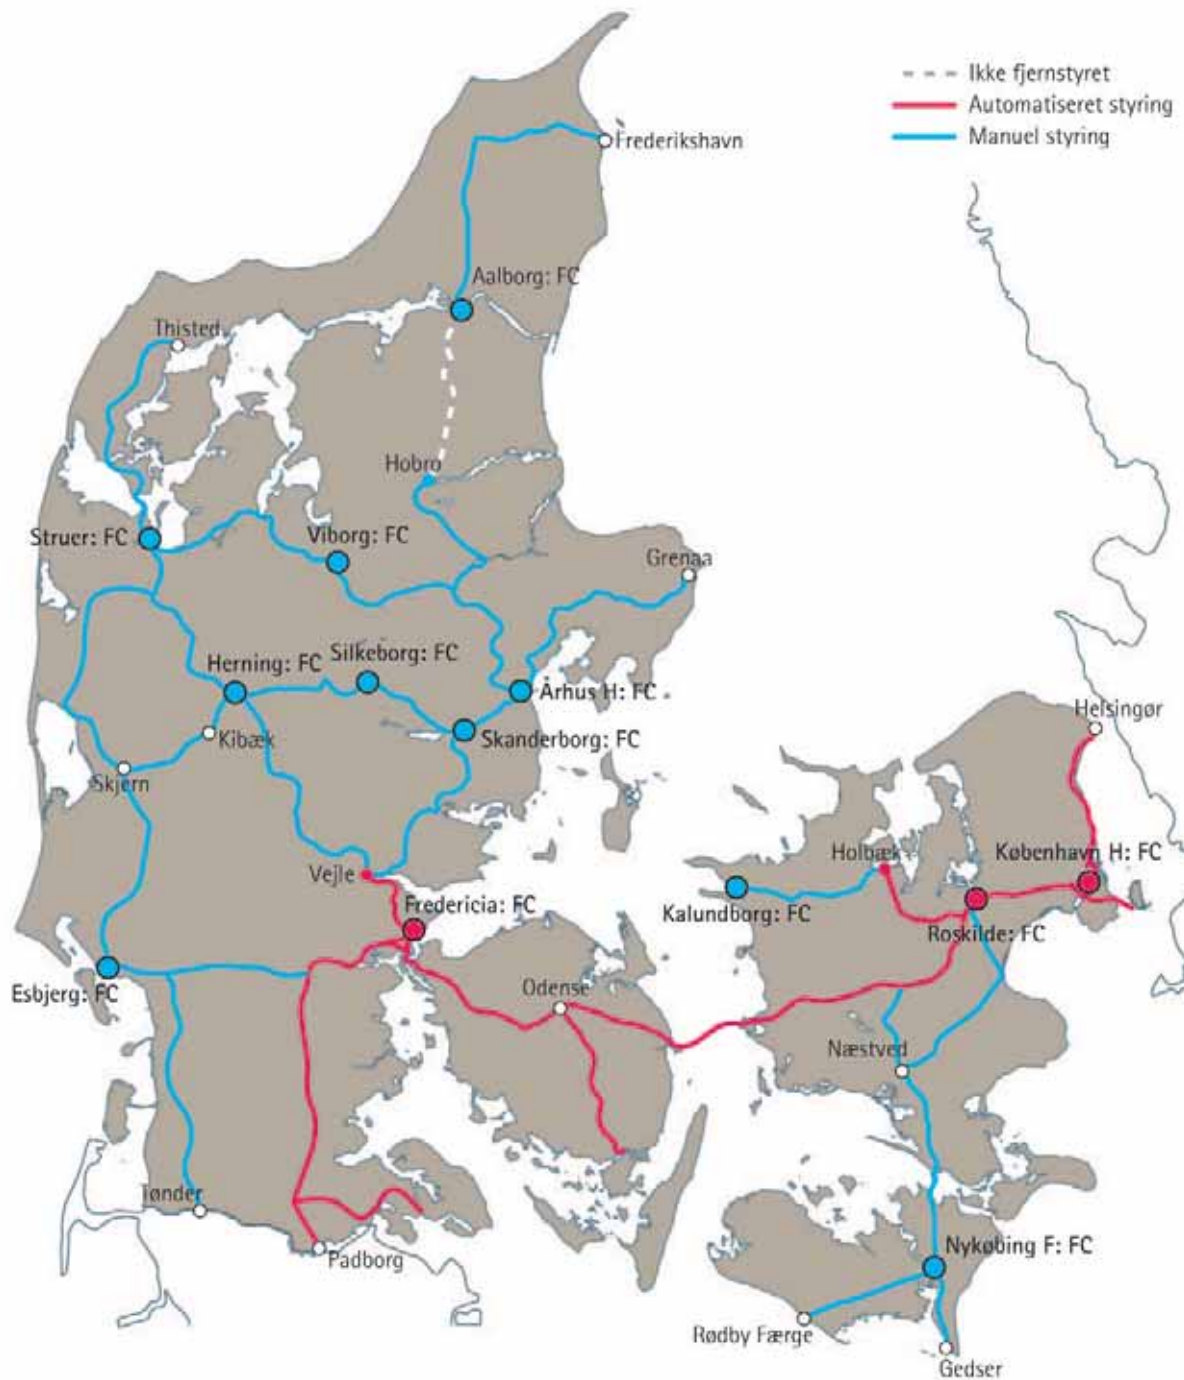 Ikke fjernstyret
Automatiseret styring
Manuel styring
Frederikshavn
Aalborg: FC
Thisted
Hobro
Struer: FC
Viborg: FC
Grenaa
Herning: FC
Silkeborg: FC
Århus H: FC
Kibæk
Skanderborg: FC
Helsingør
Skjern
Vejle
Holbæk
København H: FC
Fredericia: FC
Kalundborg: FC
Roskilde: FC
Esbjerg: FC
Odense
Næstved
Tønder
Padborg
Nykøbing F: FC
Rødby Færge
Gedser